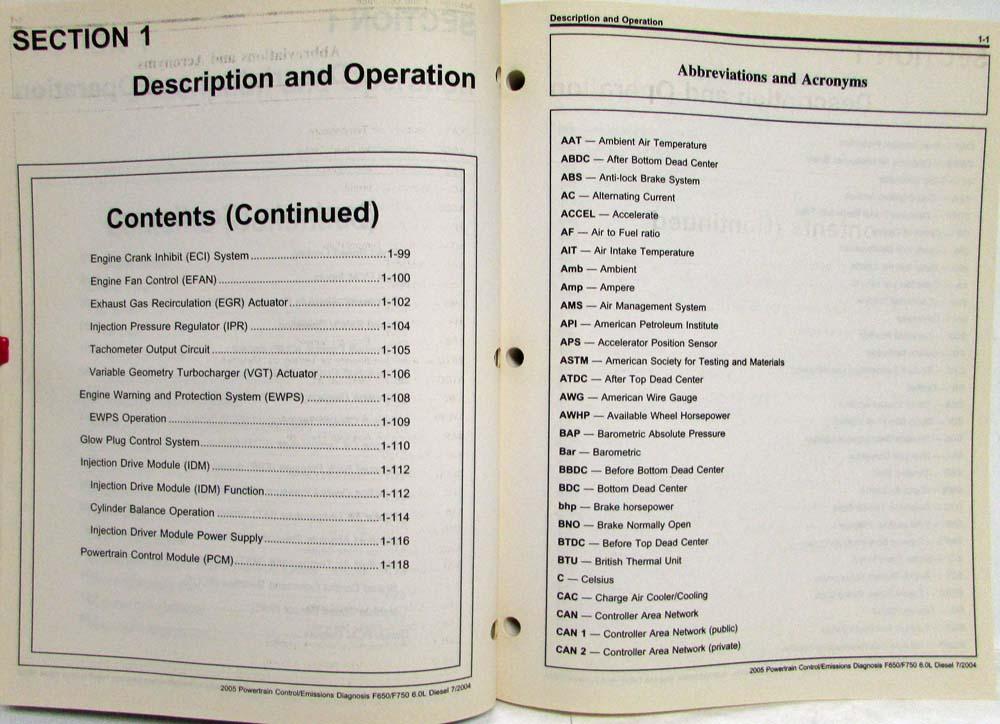 SECTION 1
Description and Operation
Contents (Continued)
Engine Crank Inhibit (ECI) System ... 1-99
Engine Fan Control (EFAN) ... 1-100
Exhaust Gas Recirculation (EGR) Actuator ... 1-102
Injection Pressure Regulator (IPR) ... 1-104
Tachometer Output Circuit ... 1-105
Variable Geometry Turbocharger (VGT) Actuator ... 1-106
Engine Warning and Protection System (EWPS) ... 1-108
EWPS Operation ... 1-109
Glow Plug Control System ... 1-110
Injection Drive Module (IDM) ... 1-112
Injection Drive Module (IDM) Function ... 1-112
Cylinder Balance Operation ... 1-114
Injection Driver Module Power Supply ... 1-116
Powertrain Control Module (PCM) ... 1-118
2005 Powertrain Control/Emissions Diagnosis F650/F750 6.0L Diesel 7/2004
Description and Operation
1-1
Abbreviations and Acronyms
AAT — Ambient Air Temperature
ABDC — After Bottom Dead Center
ABS — Anti-lock Brake System
AC — Alternating Current
ACCEL — Accelerate
AF — Air to Fuel ratio
AIT — Air Intake Temperature
Amb — Ambient
Amp — Ampere
AMS — Air Management System
API — American Petroleum Institute
APS — Accelerator Position Sensor
ASTM — American Society for Testing and Materials
ATDC — After Top Dead Center
AWG — American Wire Gauge
AWHP — Available Wheel Horsepower
BAP — Barometric Absolute Pressure
Bar — Barometric
BBDC — Before Bottom Dead Center
BDC — Bottom Dead Center
bhp — Brake horsepower
BNO — Brake Normally Open
BTDC — Before Top Dead Center
BTU — British Thermal Unit
C — Celsius
CAC — Charge Air Cooler/Cooling
CAN — Controller Area Network
CAN 1 — Controller Area Network (public)
CAN 2 — Controller Area Network (private)
2005 Powertrain Control/Emissions Diagnosis F650/F750 6.0L Diesel 7/2004